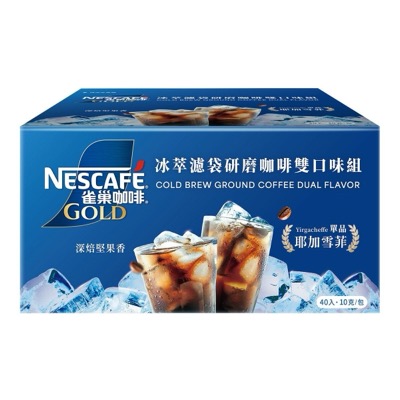 NESCAFÉ
雀巢咖啡
GOLD
深焙堅果香
冰萃濾袋研磨咖啡雙口味組
COLD BREW GROUND COFFEE DUAL FLAVOR
Yirgacheffe 單品
耶加雪菲
40入・10克/包